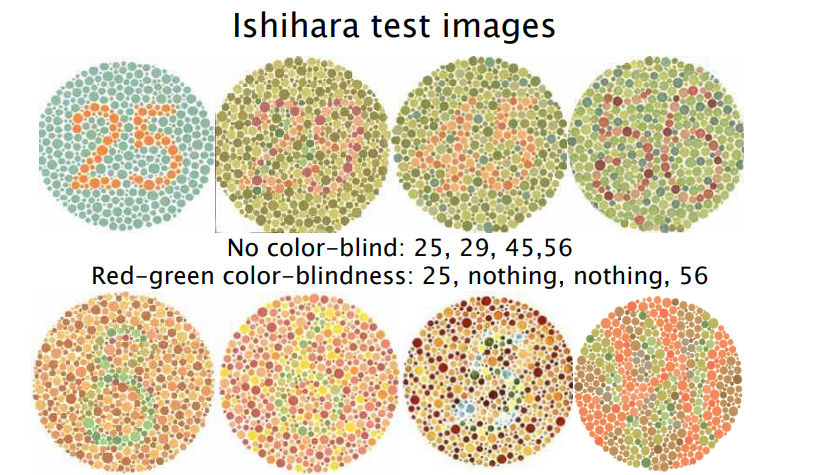 Ishihara test images
25 29 45 56
No color-blind: 25, 29, 45,56
Red-green color-blindness: 25, nothing, nothing, 56
8 5